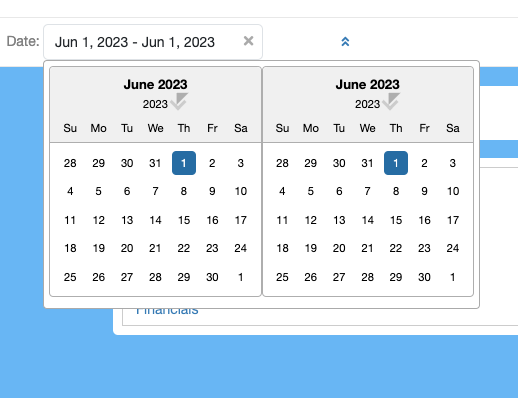 Date: Jun 1, 2023 - Jun 1, 2023
June 2023
2023
Su Mo Tu We Th Fr Sa
28 29 30 31 1 2 3
4 5 6 7 8 9 10
11 12 13 14 15 16 17
18 19 20 21 22 23 24
25 26 27 28 29 30 1
June 2023
2023
Su Mo Tu We Th Fr Sa
28 29 30 31 1 2 3
4 5 6 7 8 9 10
11 12 13 14 15 16 17
18 19 20 21 22 23 24
25 26 27 28 29 30 1
Financials